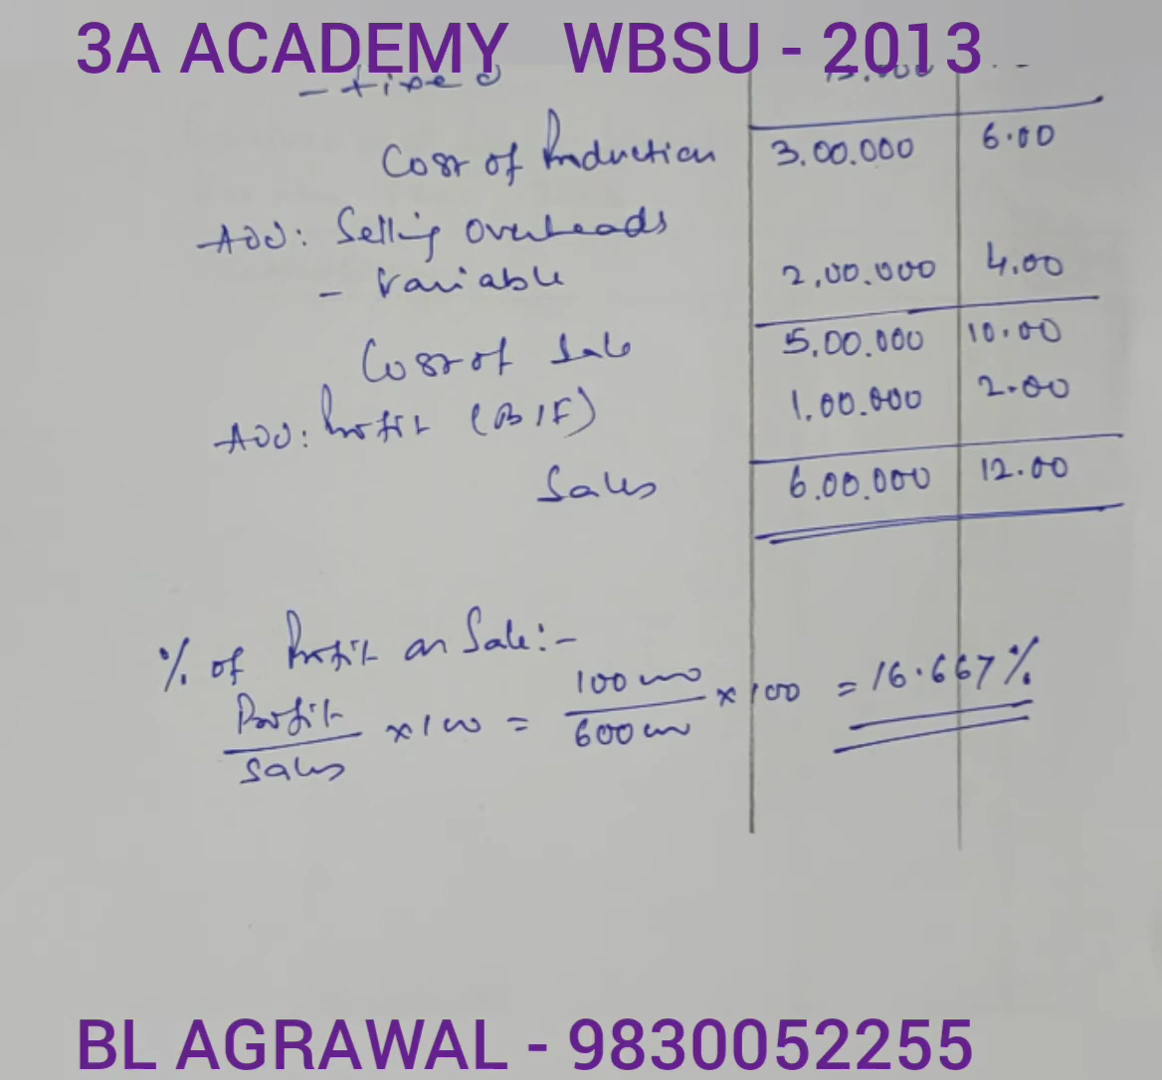 3A ACADEMY WBSU - 2013
- fixed
Cost of Production 3,00,000 6.00
Add: Selling Overheads
- Variable 2,00,000 4.00
Cost of Sale 5,00,000 10.00
Add: Profit (B/F) 1,00,000 2.00
Sales 6,00,000 12.00
% of Profit on Sale:-
Profit/Sales × 100 = 100000/600000 × 100 = 16.667%
BL AGRAWAL - 9830052255